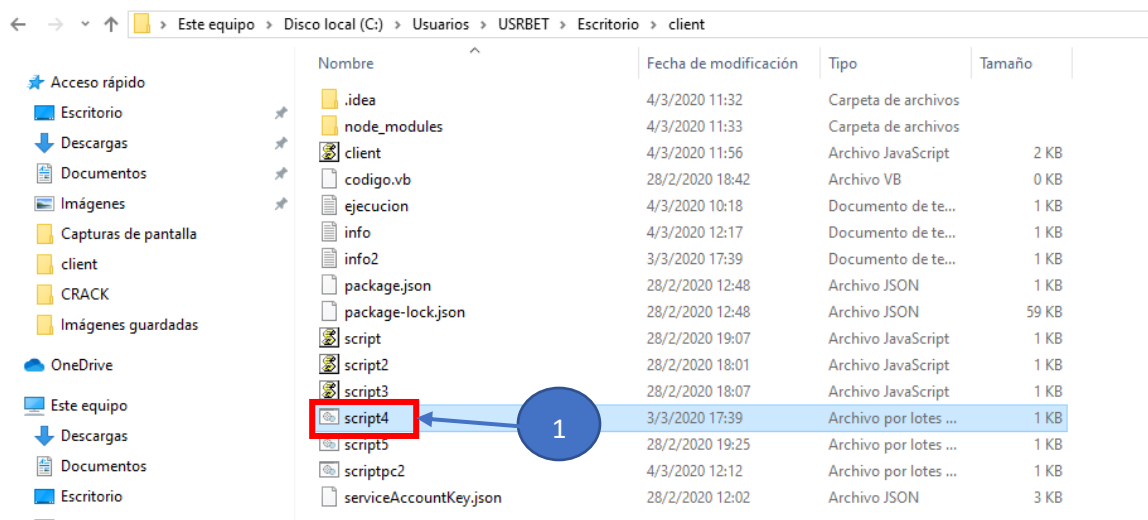 Este equipo > Disco local (C:) > Usuarios > USRBET > Escritorio > client
Nombre Fecha de modificación Tipo Tamaño
Acceso rápido
Escritorio
Descargas
Documentos
Imágenes
Capturas de pantalla
client
CRACK
Imágenes guardadas
OneDrive
Este equipo
Descargas
Documentos
Escritorio
.idea 4/3/2020 11:32 Carpeta de archivos
node_modules 4/3/2020 11:33 Carpeta de archivos
client 4/3/2020 11:56 Archivo JavaScript 2 KB
codigo.vb 28/2/2020 18:42 Archivo VB 0 KB
ejecucion 4/3/2020 10:18 Documento de te... 1 KB
info 4/3/2020 12:17 Documento de te... 1 KB
info2 3/3/2020 17:39 Documento de te... 1 KB
package.json 28/2/2020 12:48 Archivo JSON 1 KB
package-lock.json 28/2/2020 12:48 Archivo JSON 59 KB
script 28/2/2020 19:07 Archivo JavaScript 1 KB
script2 28/2/2020 18:01 Archivo JavaScript 1 KB
script3 28/2/2020 18:07 Archivo JavaScript 1 KB
script4 3/3/2020 17:39 Archivo por lotes ... 1 KB
1
script5 28/2/2020 19:25 Archivo por lotes ... 1 KB
scriptpc2 4/3/2020 12:12 Archivo por lotes ... 1 KB
serviceAccountKey.json 28/2/2020 12:02 Archivo JSON 3 KB